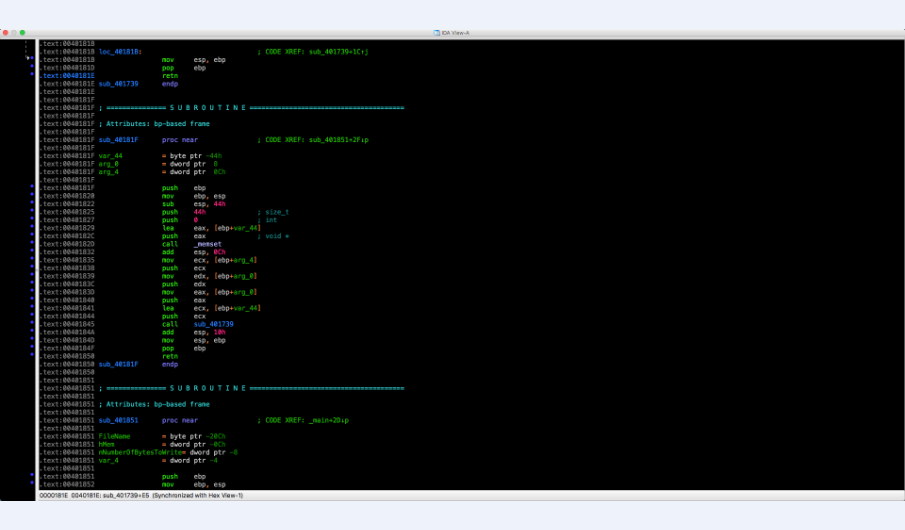 IDA View-A
.text:0040181B
.text:0040181B loc_40181B: ; CODE XREF: sub_401739+1C↑j
.text:0040181B mov esp, ebp
.text:0040181D pop ebp
.text:0040181E retn
.text:0040181E sub_401739 endp
.text:0040181E
.text:0040181F
.text:0040181F ; =============== S U B R O U T I N E =======================================
.text:0040181F
.text:0040181F ; Attributes: bp-based frame
.text:0040181F
.text:0040181F sub_40181F proc near ; CODE XREF: sub_401851+2F↓p
.text:0040181F
.text:0040181F var_44 = byte ptr -44h
.text:0040181F arg_0 = dword ptr 8
.text:0040181F arg_4 = dword ptr 0Ch
.text:0040181F
.text:0040181F push ebp
.text:00401820 mov ebp, esp
.text:00401822 sub esp, 44h
.text:00401825 push 44h ; size_t
.text:00401827 push 0 ; int
.text:00401829 lea eax, [ebp+var_44]
.text:0040182C push eax ; void *
.text:0040182D call _memset
.text:00401832 add esp, 0Ch
.text:00401835 mov ecx, [ebp+arg_4]
.text:00401838 push ecx
.text:00401839 mov edx, [ebp+arg_0]
.text:0040183C push edx
.text:0040183D mov eax, [ebp+arg_0]
.text:00401840 push eax
.text:00401841 lea ecx, [ebp+var_44]
.text:00401844 push ecx
.text:00401845 call sub_401739
.text:0040184A add esp, 10h
.text:0040184D mov esp, ebp
.text:0040184F pop ebp
.text:00401850 retn
.text:00401850 sub_40181F endp
.text:00401850
.text:00401851
.text:00401851 ; =============== S U B R O U T I N E =======================================
.text:00401851
.text:00401851 ; Attributes: bp-based frame
.text:00401851
.text:00401851 sub_401851 proc near ; CODE XREF: _main+2D↓p
.text:00401851
.text:00401851 FileName = byte ptr -20Ch
.text:00401851 hMem = dword ptr -0Ch
.text:00401851 nNumberOfBytesToWrite= dword ptr -8
.text:00401851 var_4 = dword ptr -4
.text:00401851
.text:00401851 push ebp
.text:00401852 mov ebp, esp
0000181E 0040181E: sub_401739+E5 (Synchronized with Hex View-1)